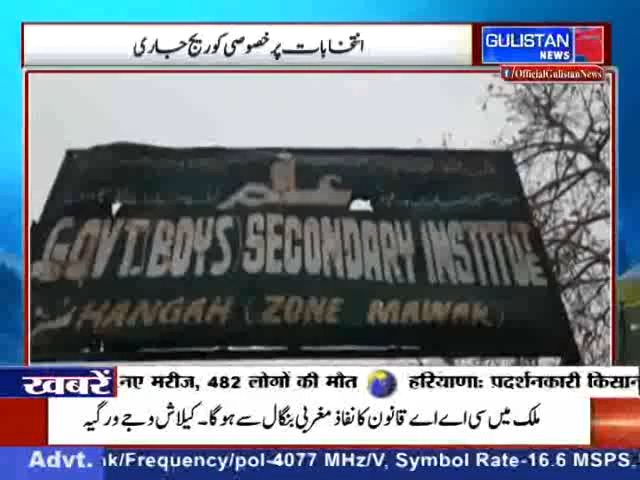 انتخابات پر خصوصی کوریج جاری
GULISTAN
NEWS
f /OfficialGulistanNews
علم
GOVT. BOYS SECONDARY INSTITUTE
HANGAH (ZONE MAWAR)
खबरें
नए मरीज, 482 लोगों की मौत हरियाणा: प्रदर्शनकारी किसान
ملک میں سی اے اے قانون کا نفاذ مغربی بنگال سے ہوگا۔ کیلاش وجے ورگیہ
Advt.
nk/Frequency/pol-4077 MHz/V, Symbol Rate-16.6 MSPS,